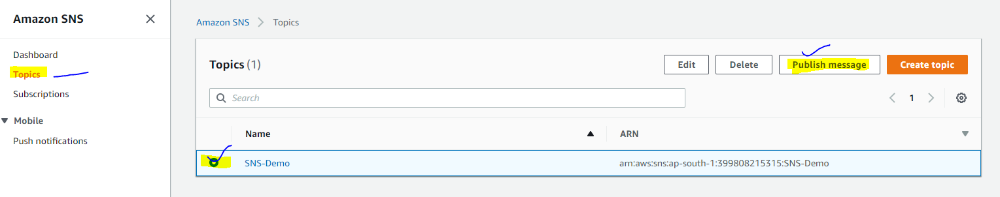 Amazon SNS
Dashboard
Topics
Subscriptions
Mobile
Push notifications
Amazon SNS > Topics
Topics (1)
Edit
Delete
Publish message
Create topic
Search
1
Name
ARN
SNS-Demo
arn:aws:sns:ap-south-1:399808215315:SNS-Demo